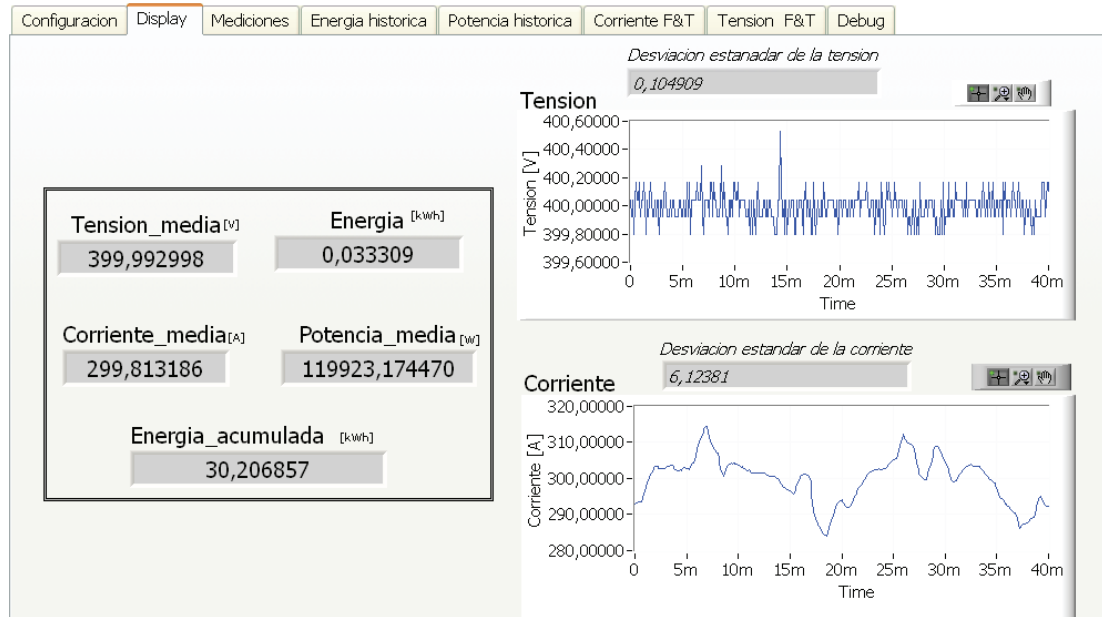 Configuracion Display Mediciones Energia historica Potencia historica Corriente F&T Tension F&T Debug
Desviacion estanadar de la tension
0,104909
Tension
Tension [V]
400,60000
400,40000
400,20000
400,00000
399,80000
399,60000
0 5m 10m 15m 20m 25m 30m 35m 40m
Time
Tension_media [V] Energia [kWh]
399,992998 0,033309
Corriente_media [A] Potencia_media [W]
299,813186 119923,174470
Energia_acumulada [kWh]
30,206857
Desviacion estandar de la corriente
6,12381
Corriente
Corriente [A]
320,00000
310,00000
300,00000
290,00000
280,00000
0 5m 10m 15m 20m 25m 30m 35m 40m
Time